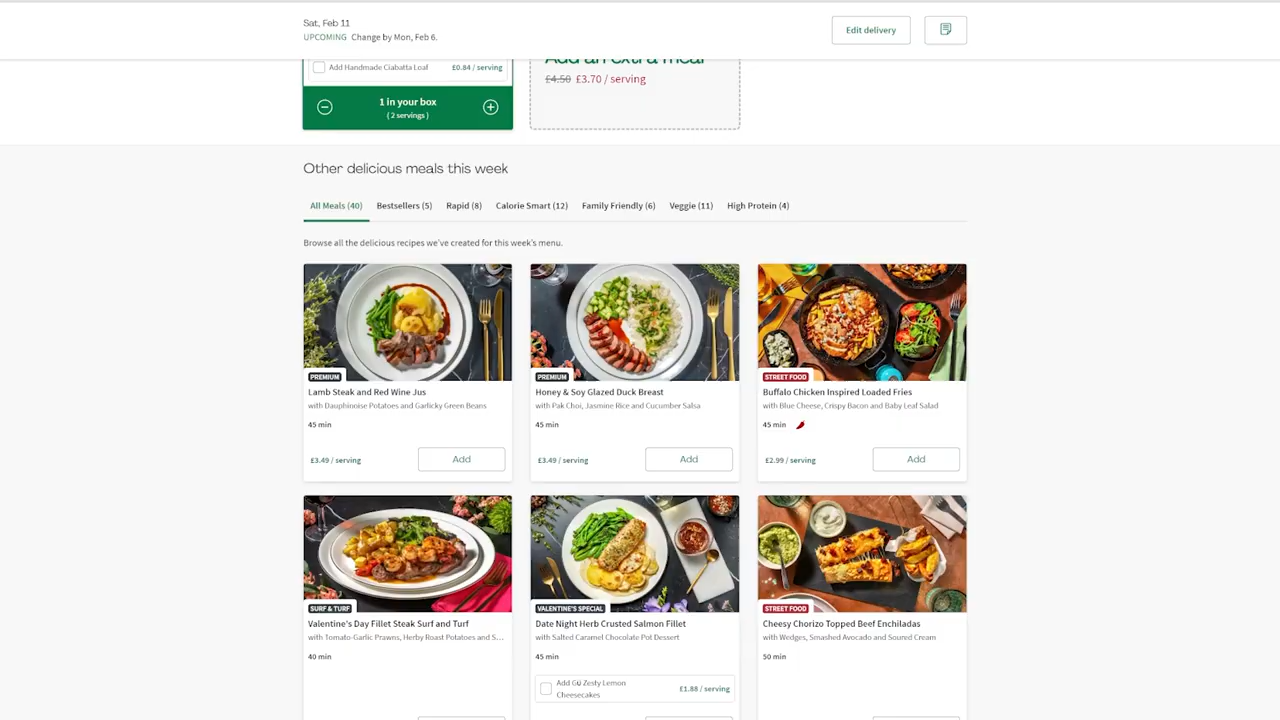 Sat, Feb 11
UPCOMING Change by Mon, Feb 6.
Edit delivery
Add Handmade Ciabatta Loaf £0.84 / serving
1 in your box
( 2 servings )
Add an extra meal
£4.50 £3.70 / serving
Other delicious meals this week
All Meals (40) Bestsellers (5) Rapid (8) Calorie Smart (12) Family Friendly (6) Veggie (11) High Protein (4)
Browse all the delicious recipes we've created for this week's menu.
PREMIUM
Lamb Steak and Red Wine Jus
with Dauphinoise Potatoes and Garlicky Green Beans
45 min
£3.49 / serving Add
PREMIUM
Honey & Soy Glazed Duck Breast
with Pak Choi, Jasmine Rice and Cucumber Salsa
45 min
£3.49 / serving Add
STREET FOOD
Buffalo Chicken Inspired Loaded Fries
with Blue Cheese, Crispy Bacon and Baby Leaf Salad
45 min
£2.99 / serving Add
SURF & TURF
Valentine's Day Fillet Steak Surf and Turf
with Tomato-Garlic Prawns, Herby Roast Potatoes and S...
40 min
VALENTINE'S SPECIAL
Date Night Herb Crusted Salmon Fillet
with Salted Caramel Chocolate Pot Dessert
45 min
Add Gü Zesty Lemon
Cheesecakes
£1.88 / serving
STREET FOOD
Cheesy Chorizo Topped Beef Enchiladas
with Wedges, Smashed Avocado and Soured Cream
50 min